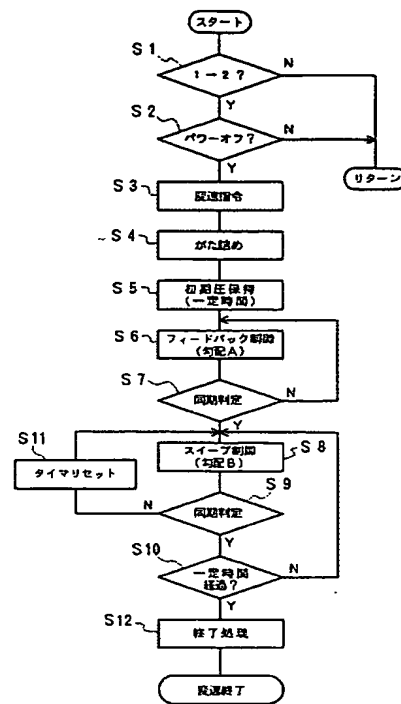 スタート
S1
1→2?
N
Y
S2
パワーオフ?
N
Y
リターン
S3
変速指令
S4
がた詰め
S5
初期圧保持
(一定時間)
S6
フィードバック制御
(勾配A)
S7
同期判定
N
Y
S11
タイマリセット
スイープ制御
(勾配B)
S8
S9
同期判定
N
Y
S10
一定時間
経過?
N
Y
S12
終了処理
変速終了